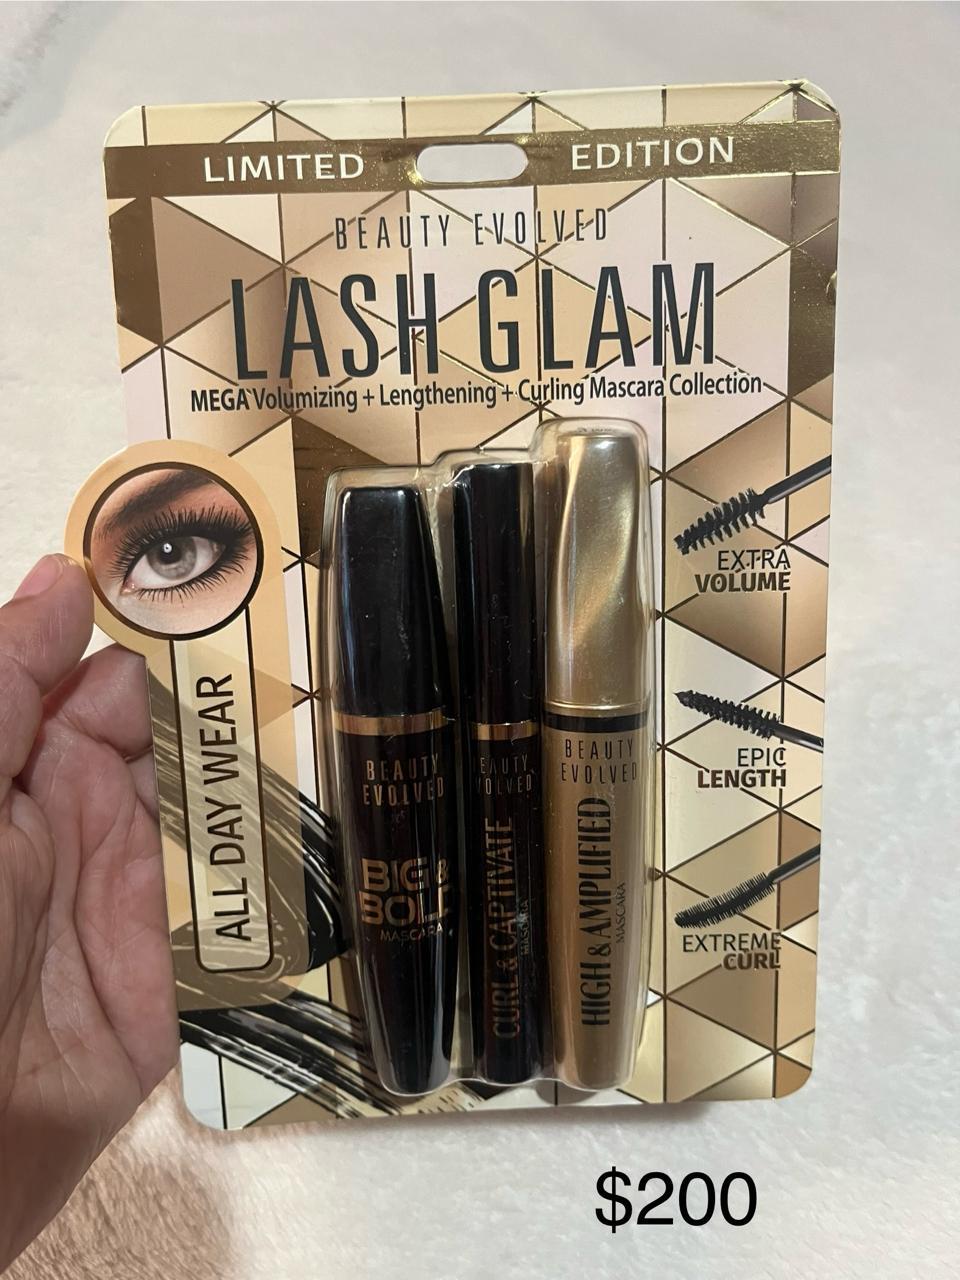 LIMITED EDITION
BEAUTY EVOLVED
LASH GLAM
MEGA Volumizing + Lengthening + Curling Mascara Collection
ALL DAY WEAR
BEAUTY
EVOLVED
BIG &
BOLD
MASCARA
BEAUTY
EVOLVED
CURL & CAPTIVATE
MASCARA
BEAUTY
EVOLVED
HIGH & AMPLIFIED
MASCARA
EXTRA
VOLUME
EPIC
LENGTH
EXTREME
CURL
$200